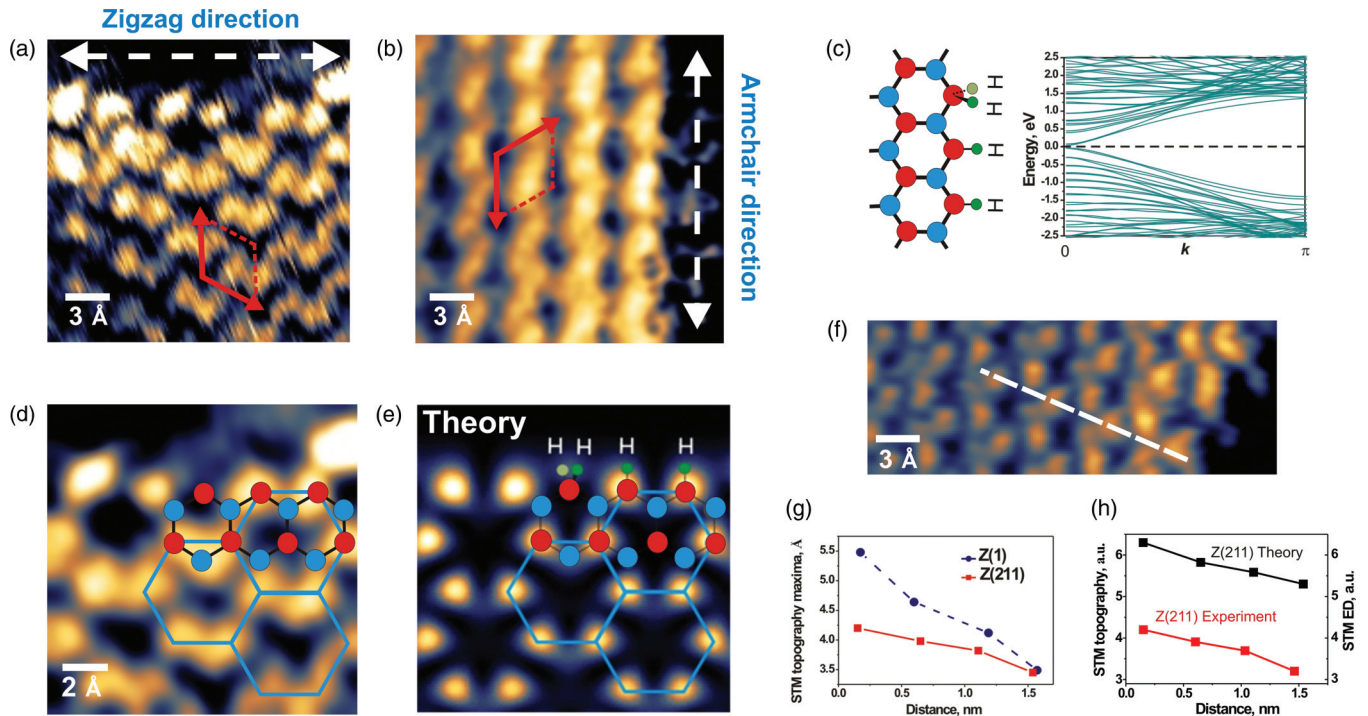 Zigzag direction
(a)
3 Å
(b)
Armchair direction
3 Å
(c)
H
H
H
H
Energy, eV
2.5
2.0
1.5
1.0
0.5
0.0
-0.5
-1.0
-1.5
-2.0
-2.5
0
k
π
(d)
2 Å
(e)
Theory
H
H
H
H
(f)
3 Å
(g)
STM topography maxima, Å
5.5
5.0
4.5
4.0
3.5
Z(1)
Z(211)
0.0
0.5
1.0
1.5
Distance, nm
(h)
STM topography, a.u.
6
5
4
3
Z(211) Theory
Z(211) Experiment
6
5
4
3
STM ED, a.u.
0.0
0.5
1.0
1.5
Distance, nm